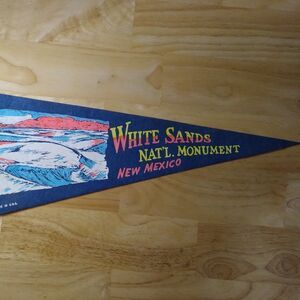 WHITE SANDS
NAT'L. MONUMENT
NEW MEXICO